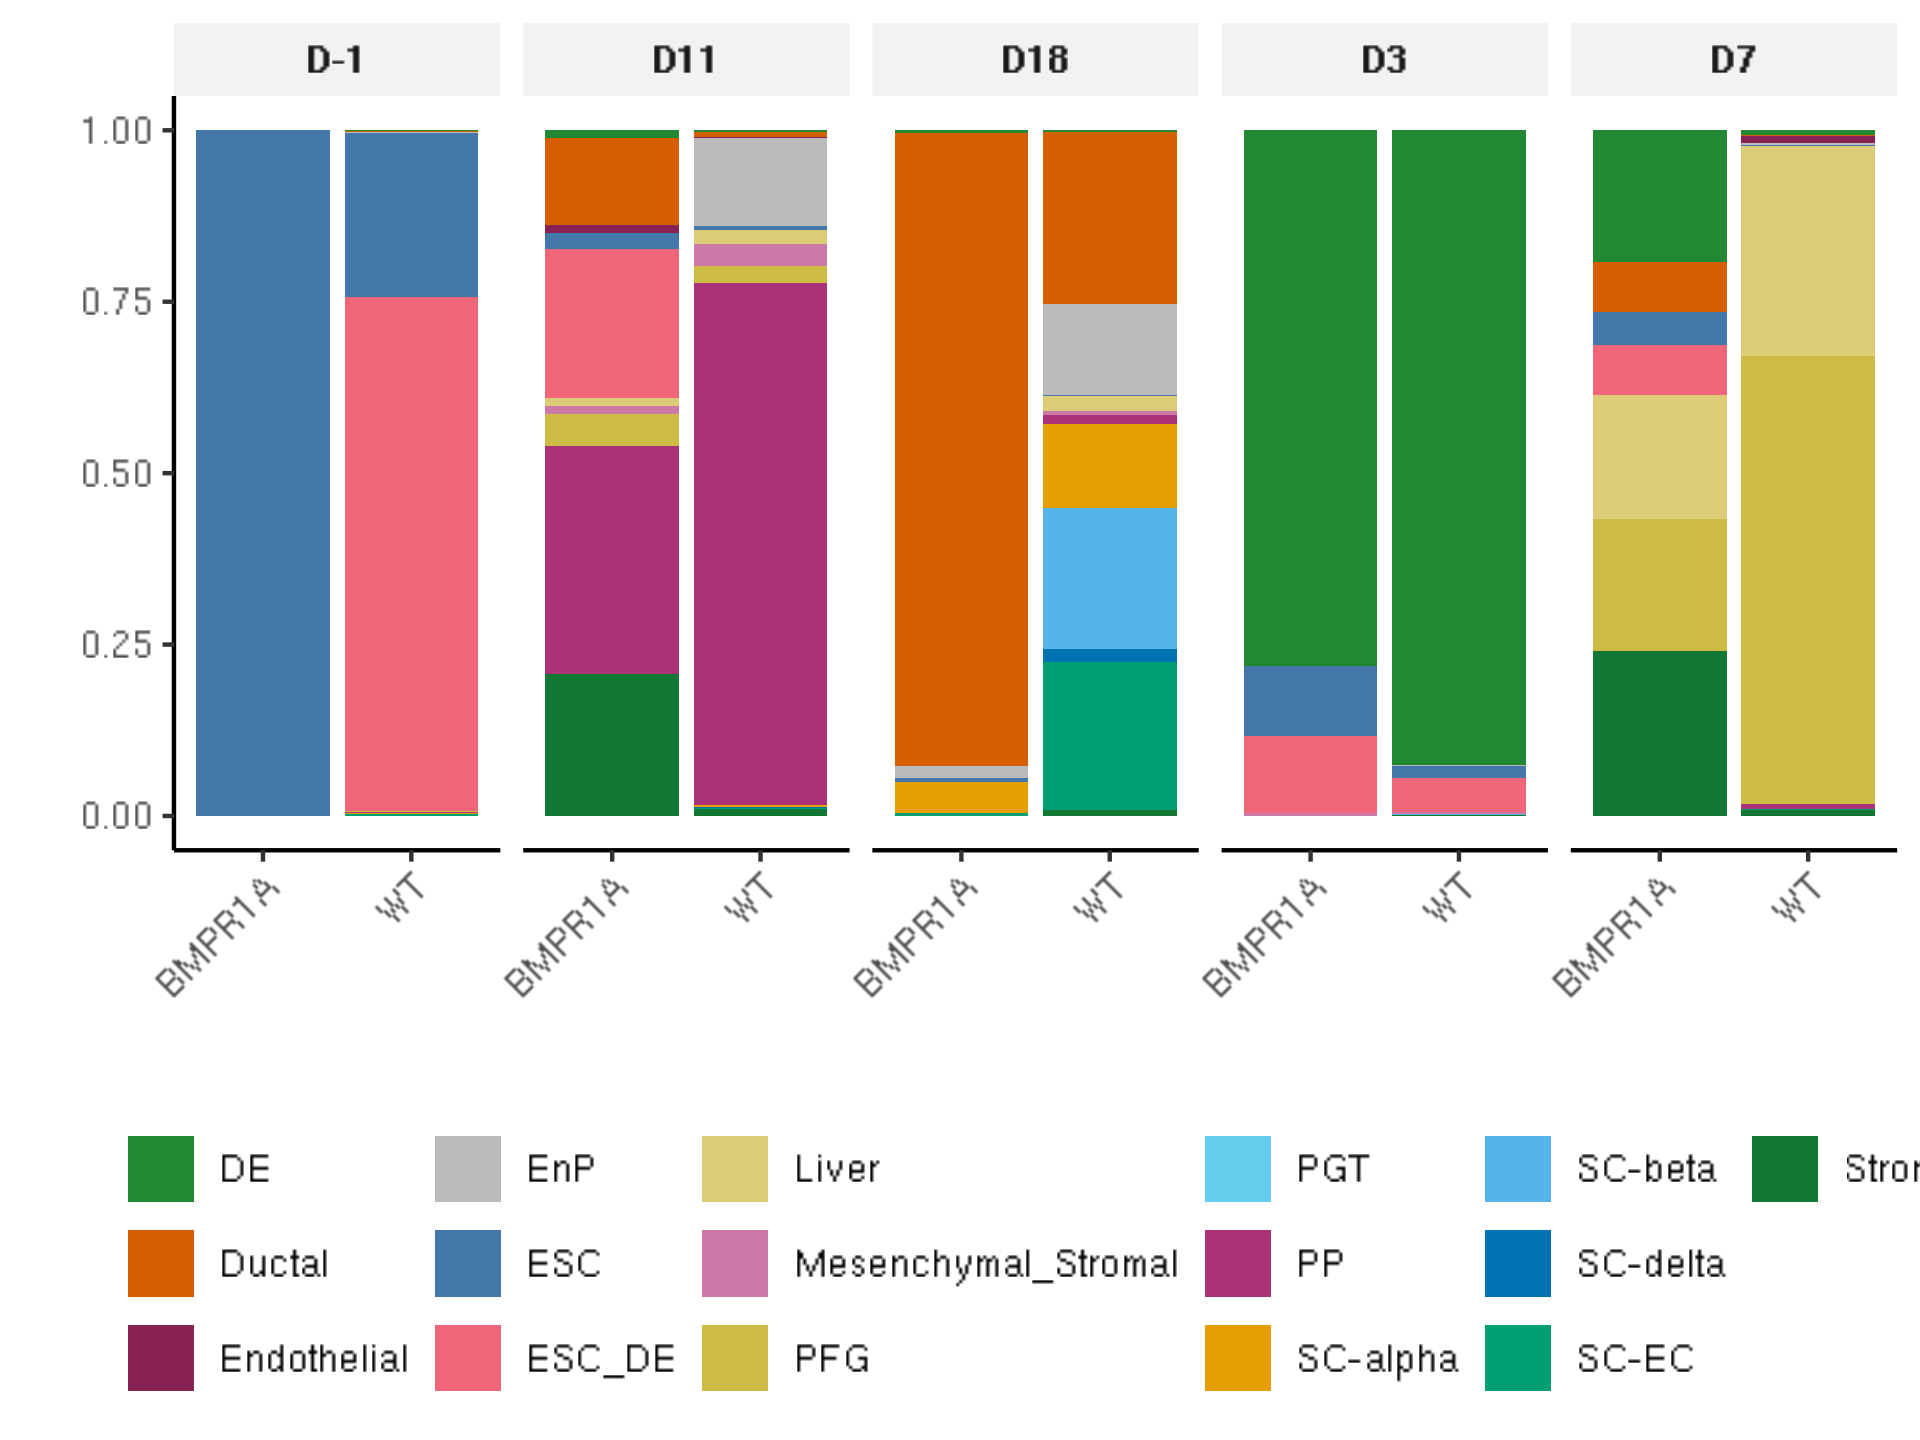 D-1 D11 D18 D3 D7
1.00
0.75
0.50
0.25
0.00
BMPR1A WT BMPR1A WT BMPR1A WT BMPR1A WT BMPR1A WT
DE EnP Liver PGT SC-beta
Ductal ESC Mesenchymal_Stromal PP SC-delta
Endothelial ESC_DE PFG SC-alpha SC-EC